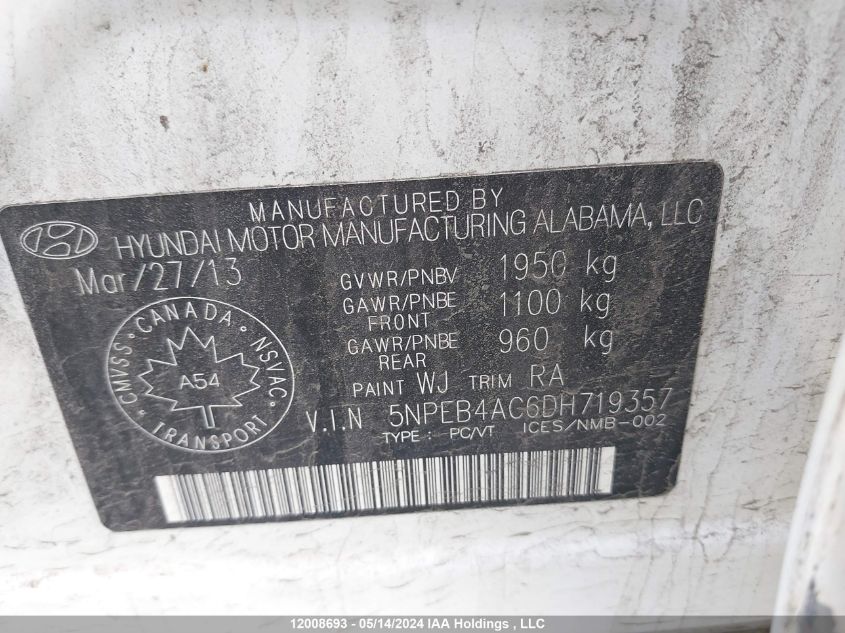 MANUFACTURED BY
HYUNDAI MOTOR MANUFACTURING ALABAMA, LLC
Mar/27/13
GVWR/PNBV 1950 kg
GAWR/PNBE FRONT 1100 kg
GAWR/PNBE REAR 960 kg
PAINT WJ TRIM RA
CMVSS · CANADA · NSVAC
A54
TRANSPORT
V.I.N 5NPEB4AC6DH719357
TYPE : PC/VT ICES/NMB-002
12008693 - 05/14/2024 IAA Holdings , LLC